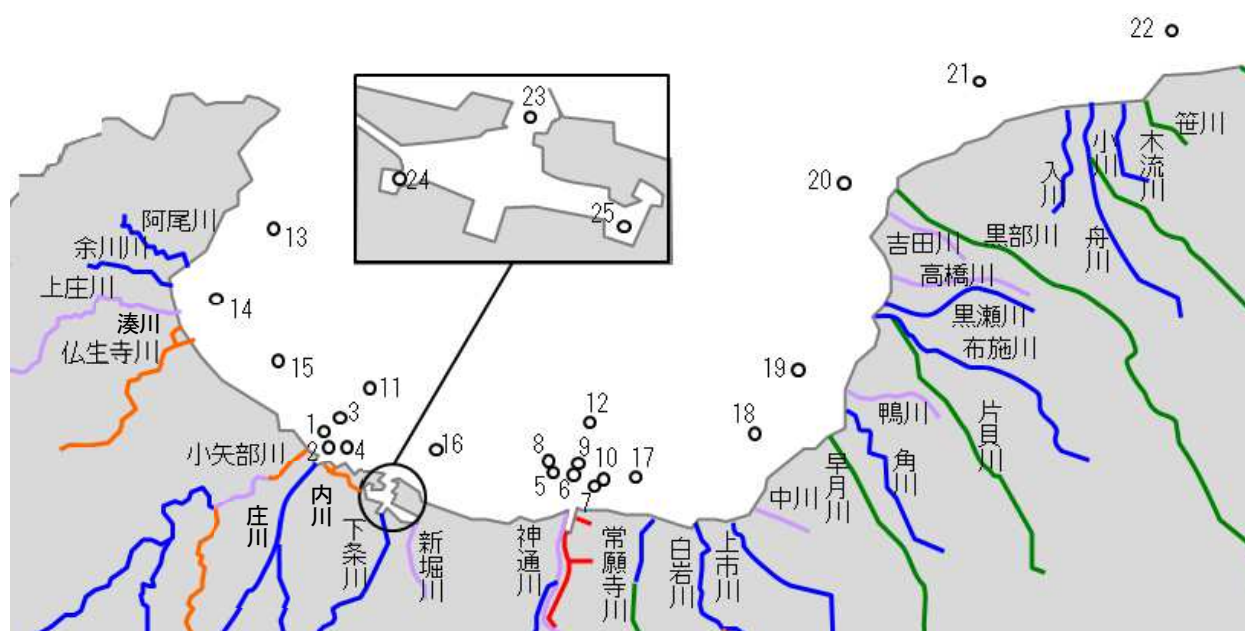 22
21
23
笹川
木流川
小川
入川
24
20
25
阿尾川
13
余川川
舟川
黒部川
吉田川
上庄川
高橋川
14
湊川
黒瀬川
仏生寺川
布施川
15
19
11
12
鴨川
3
18
1
片貝川
2
4
小矢部川
16
8
9
10
17
5
6
7
角川
早月川
中川
内川
庄川
下条川
新堀川
神通川
常願寺川
白岩川
上市川